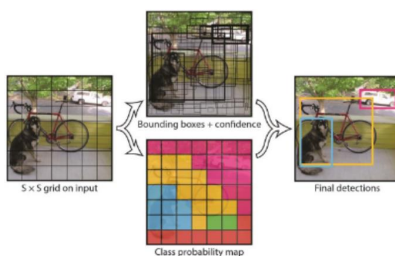 Bounding boxes + confidence
S × S grid on input
Final detections
Class probability map